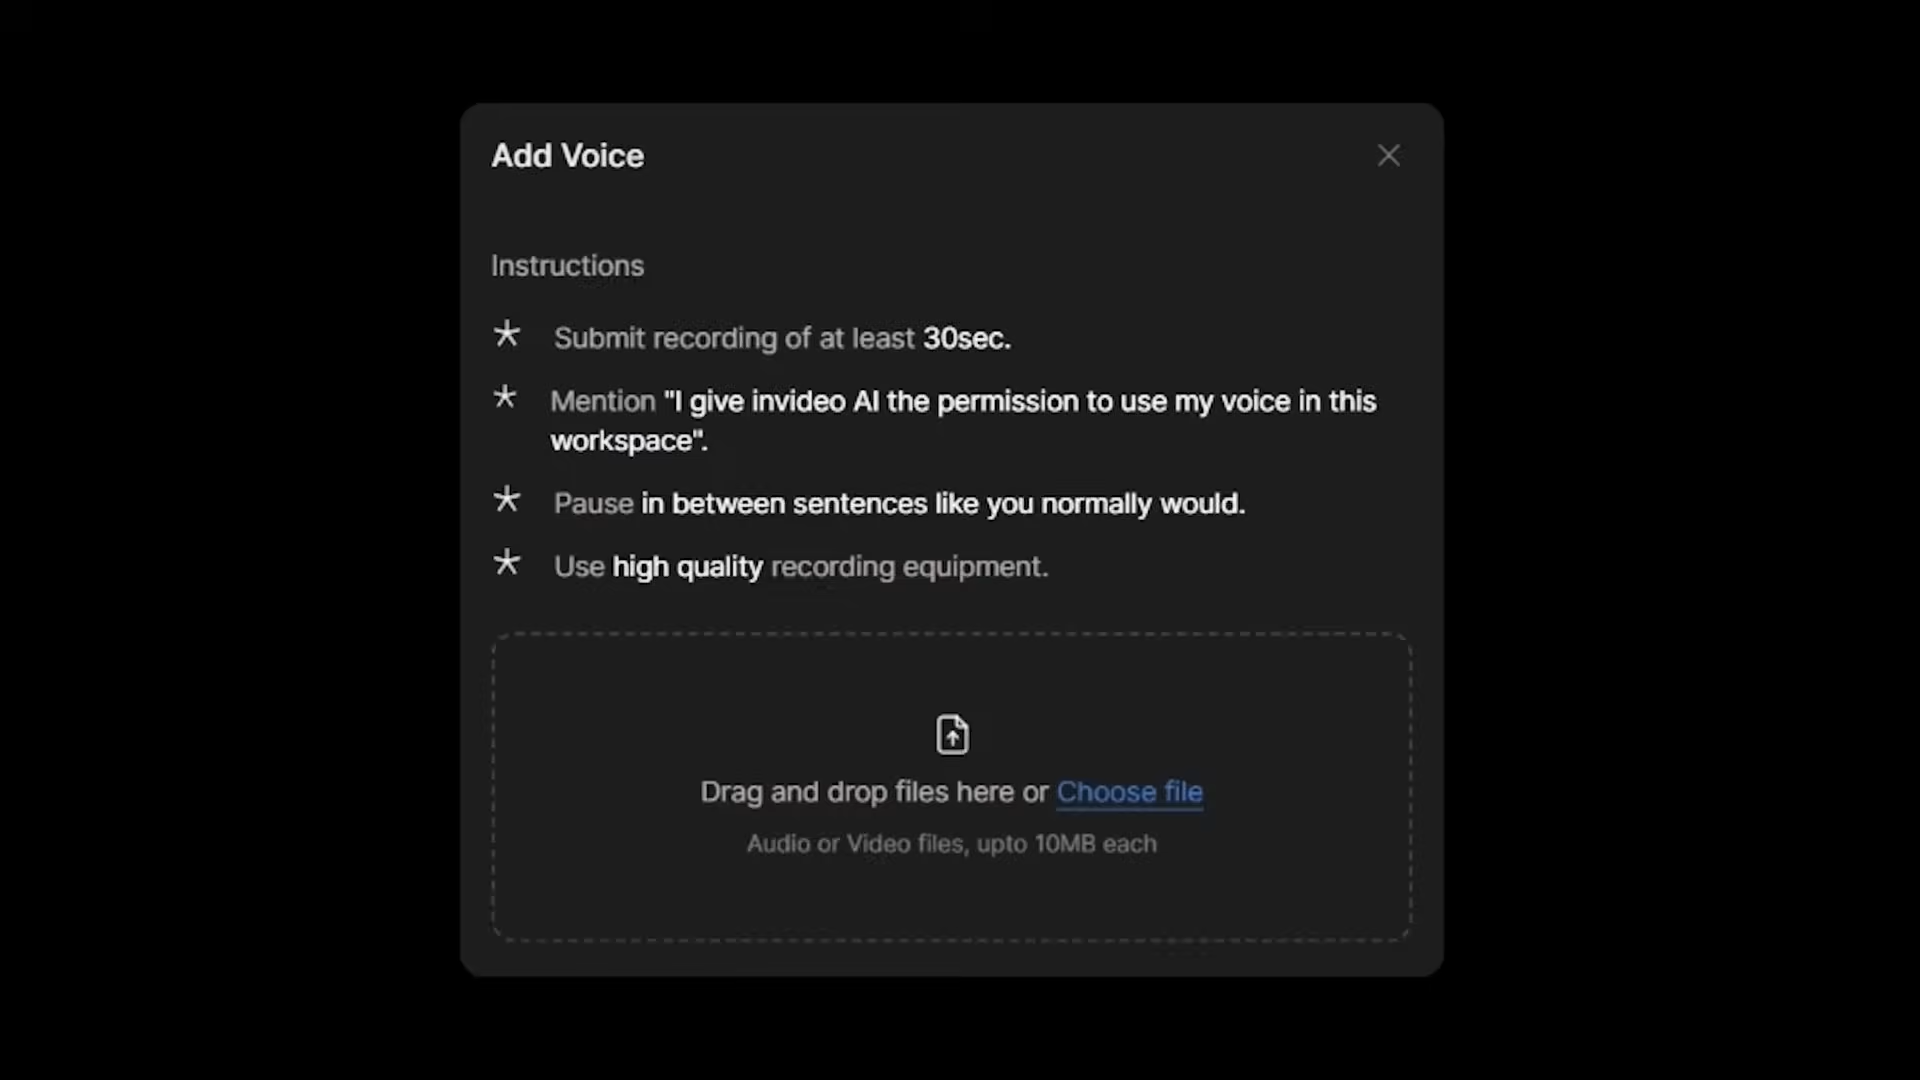 Add Voice
Instructions
* Submit recording of at least 30sec.
* Mention "I give invideo AI the permission to use my voice in this
workspace".
* Pause in between sentences like you normally would.
* Use high quality recording equipment.
Drag and drop files here or Choose file
Audio or Video files, upto 10MB each